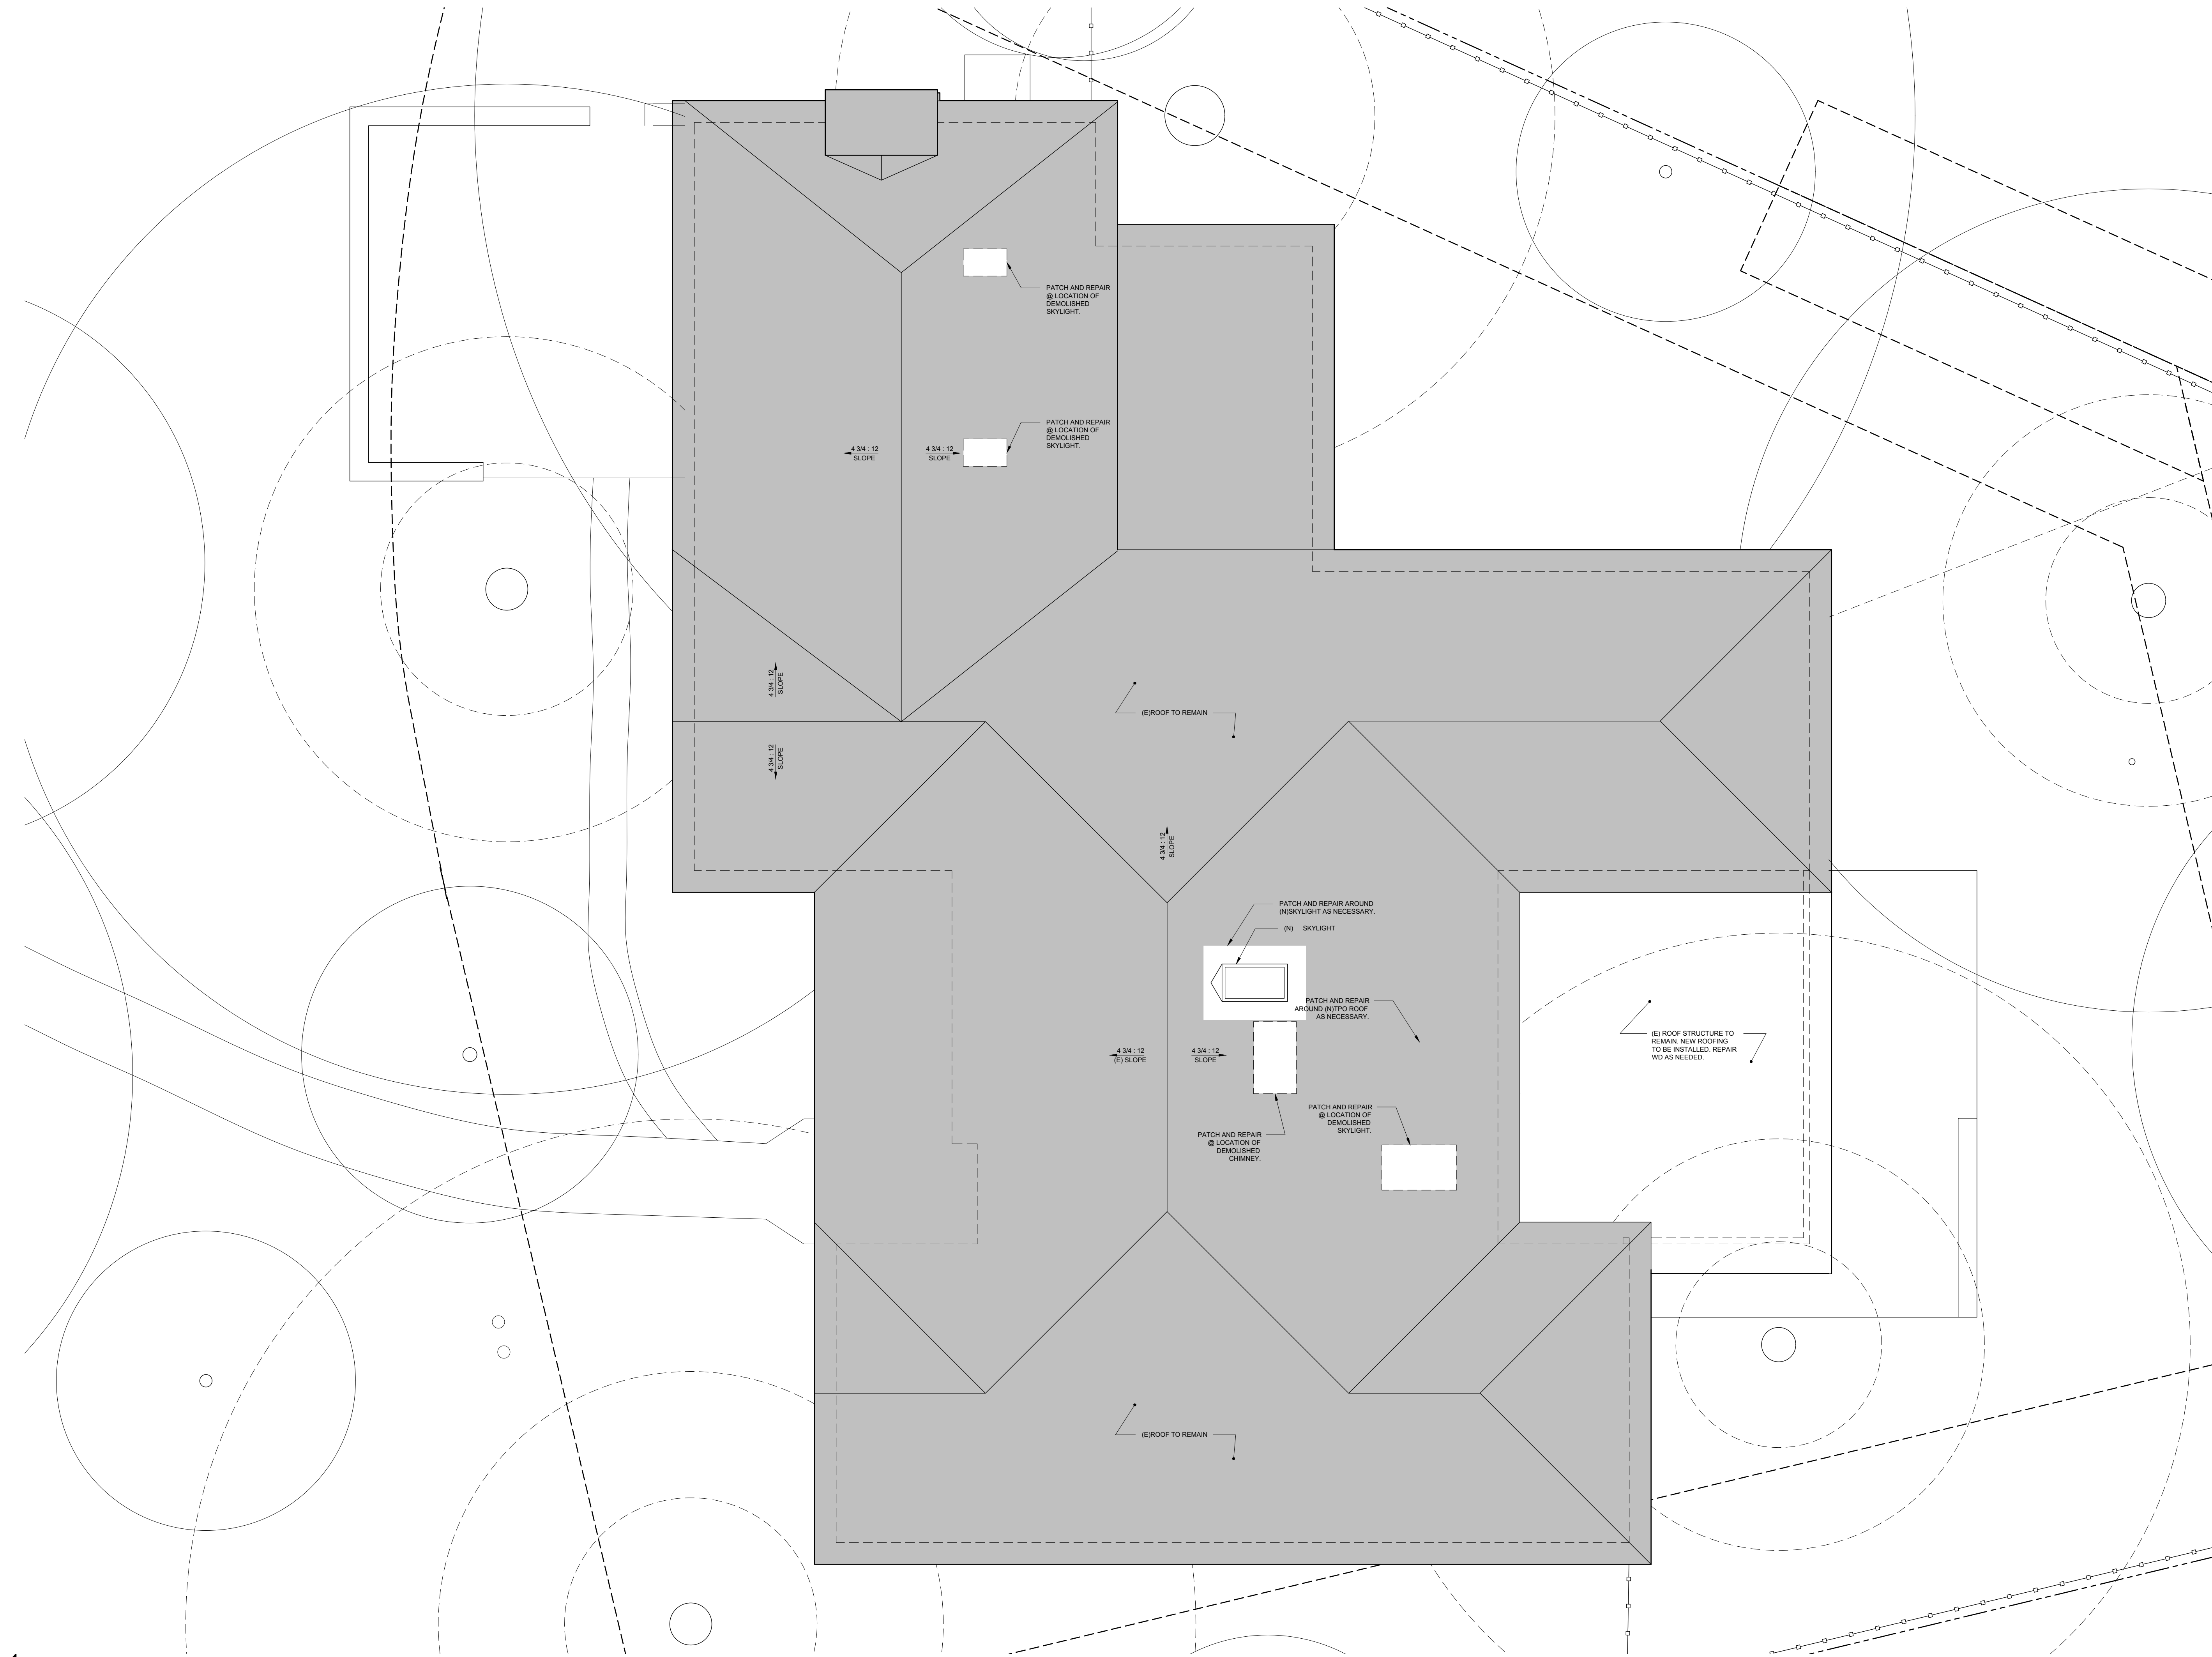 PATCH AND REPAIR
@ LOCATION OF
DEMOLISHED
SKYLIGHT.
PATCH AND REPAIR
@ LOCATION OF
DEMOLISHED
SKYLIGHT.
4 3/4 : 12
SLOPE
4 3/4 : 12
SLOPE
4 3/4 : 12
SLOPE
(E)ROOF TO REMAIN
4 3/4 : 12
SLOPE
4 3/4 : 12
SLOPE
PATCH AND REPAIR AROUND
(N)SKYLIGHT AS NECESSARY.
(N) SKYLIGHT
PATCH AND REPAIR
AROUND (N)TPO ROOF
AS NECESSARY.
(E) ROOF STRUCTURE TO
REMAIN. NEW ROOFING
TO BE INSTALLED. REPAIR
WD AS NEEDED.
4 3/4 : 12
(E) SLOPE
4 3/4 : 12
SLOPE
PATCH AND REPAIR
@ LOCATION OF
DEMOLISHED
SKYLIGHT.
PATCH AND REPAIR
@ LOCATION OF
DEMOLISHED
CHIMNEY.
(E)ROOF TO REMAIN